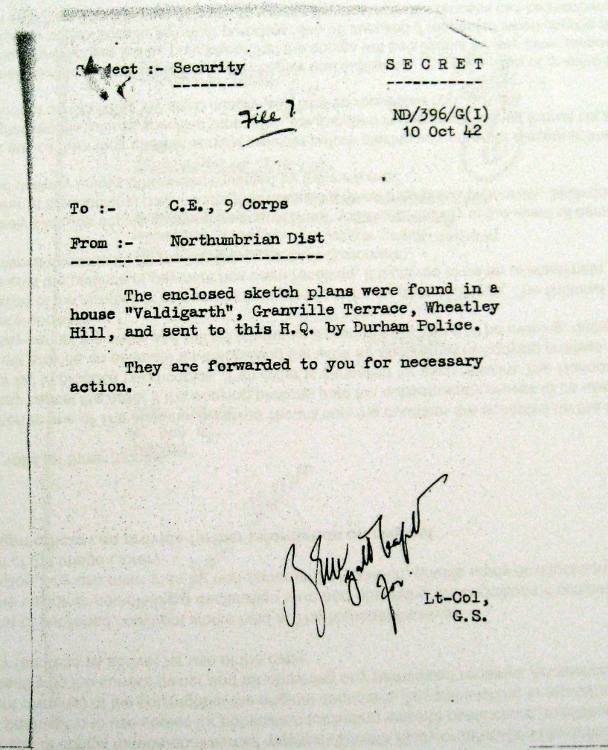 Subject :- Security
SECRET
File ?
ND/396/G(I)
10 Oct 42
To :- C.E., 9 Corps
From :- Northumbrian Dist
The enclosed sketch plans were found in a
house "Valdigarth", Granville Terrace, Wheatley
Hill, and sent to this H.Q. by Durham Police.
They are forwarded to you for necessary
action.
for
Lt-Col,
G.S.